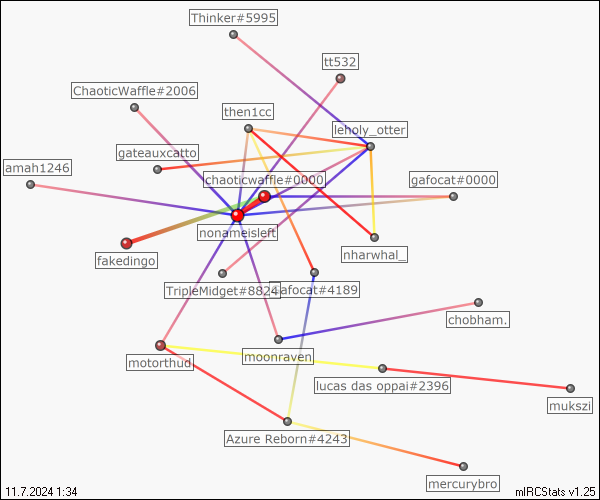 Thinker#5995
tt532
ChaoticWaffle#2006
then1cc
leholy_otter
gateauxcatto
amah1246
chaoticwaffle#0000
gafocat#0000
nonameisleft
nharwhal_
fakedingo
TripleMidget#8824
afocat#4189
chobham.
moonraven
motorthud
lucas das oppai#2396
mukszi
Azure Reborn#4243
mercurybro
11.7.2024 1:34
mIRCStats v1.25